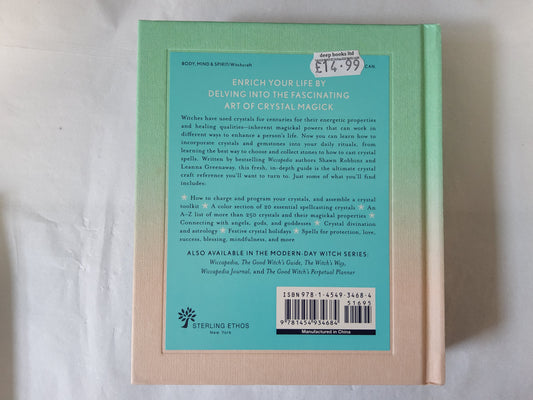 BODY, MIND & SPIRIT/Witchcraft
deep books ltd
£14.99
CAN
ENRICH YOUR LIFE BY
DELVING INTO THE FASCINATING
ART OF CRYSTAL MAGICK
Witches have used crystals for centuries for their energetic properties
and healing qualities—inherent magickal powers that can work in
different ways to enhance a person's life. Now you can learn how to
incorporate crystals and gemstones into your daily rituals, from
learning the best way to choose and collect stones to how to cast crystal
spells. Written by bestselling Wiccapedia authors Shawn Robbins and
Leanna Greenaway, this fresh, in-depth guide is the ultimate crystal
craft reference you'll want to turn to. Just some of what you'll find
includes:
How to charge and program your crystals, and assemble a crystal
toolkit ★ A color section of 20 essential spellcasting crystals ★ An
A–Z list of more than 250 crystals and their magickal properties ★
Connecting with angels, gods, and goddesses ★ Crystal divination
and astrology ★ Festive crystal holidays ★ Spells for protection, love,
success, blessing, mindfulness, and more
ALSO AVAILABLE IN THE MODERN-DAY WITCH SERIES:
Wiccapedia, The Good Witch's Guide, The Witch's Way,
Wiccapedia Journal, and The Good Witch's Perpetual Planner
ISBN 978-1-4549-3468-4
51695
9 781454 934684
Manufactured in China
STERLING ETHOS
New York